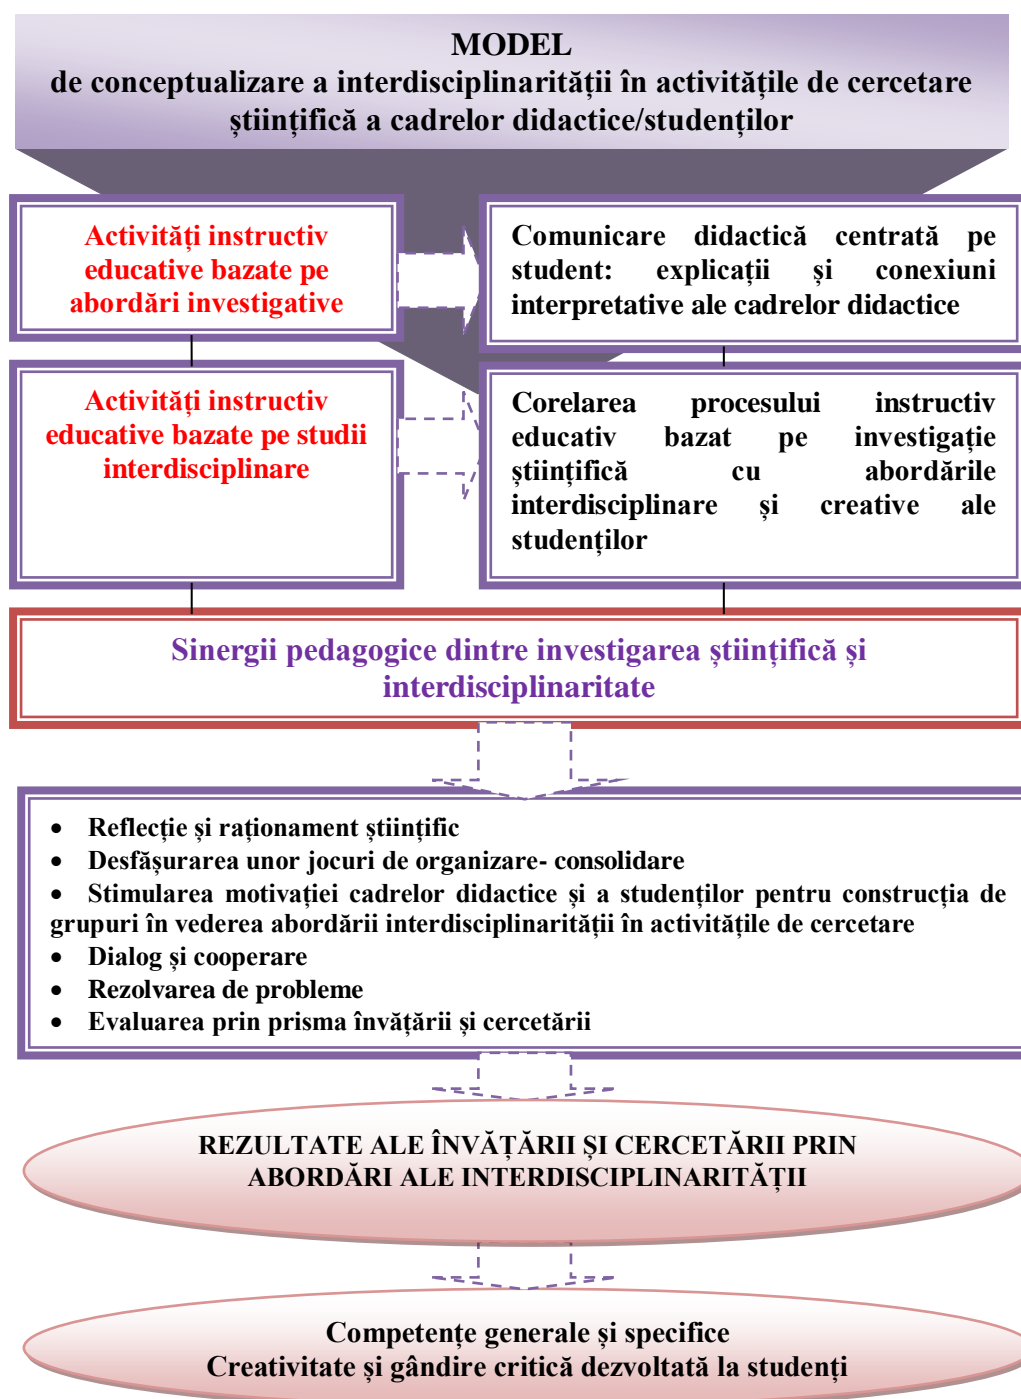 MODEL
de conceptualizare a interdisciplinarității în activitățile de cercetare
științifică a cadrelor didactice/studenților
Activități instructiv
educative bazate pe
abordări investigative
Comunicare didactică centrată pe
student: explicații și conexiuni
interpretative ale cadrelor didactice
Activități instructiv
educative bazate pe studii
interdisciplinare
Corelarea procesului instructiv
educativ bazat pe investigație
științifică cu abordările
interdisciplinare și creative ale
studenților
Sinergii pedagogice dintre investigarea științifică și
interdisciplinaritate
• Reflecție și raționament științific
• Desfășurarea unor jocuri de organizare- consolidare
• Stimularea motivației cadrelor didactice și a studenților pentru construcția de
grupuri în vederea abordării interdisciplinarității în activitățile de cercetare
• Dialog și cooperare
• Rezolvarea de probleme
• Evaluarea prin prisma învățării și cercetării
REZULTATE ALE ÎNVĂȚĂRII ȘI CERCETĂRII PRIN
ABORDĂRI ALE INTERDISCIPLINARITĂȚII
Competențe generale și specifice
Creativitate și gândire critică dezvoltată la studenți